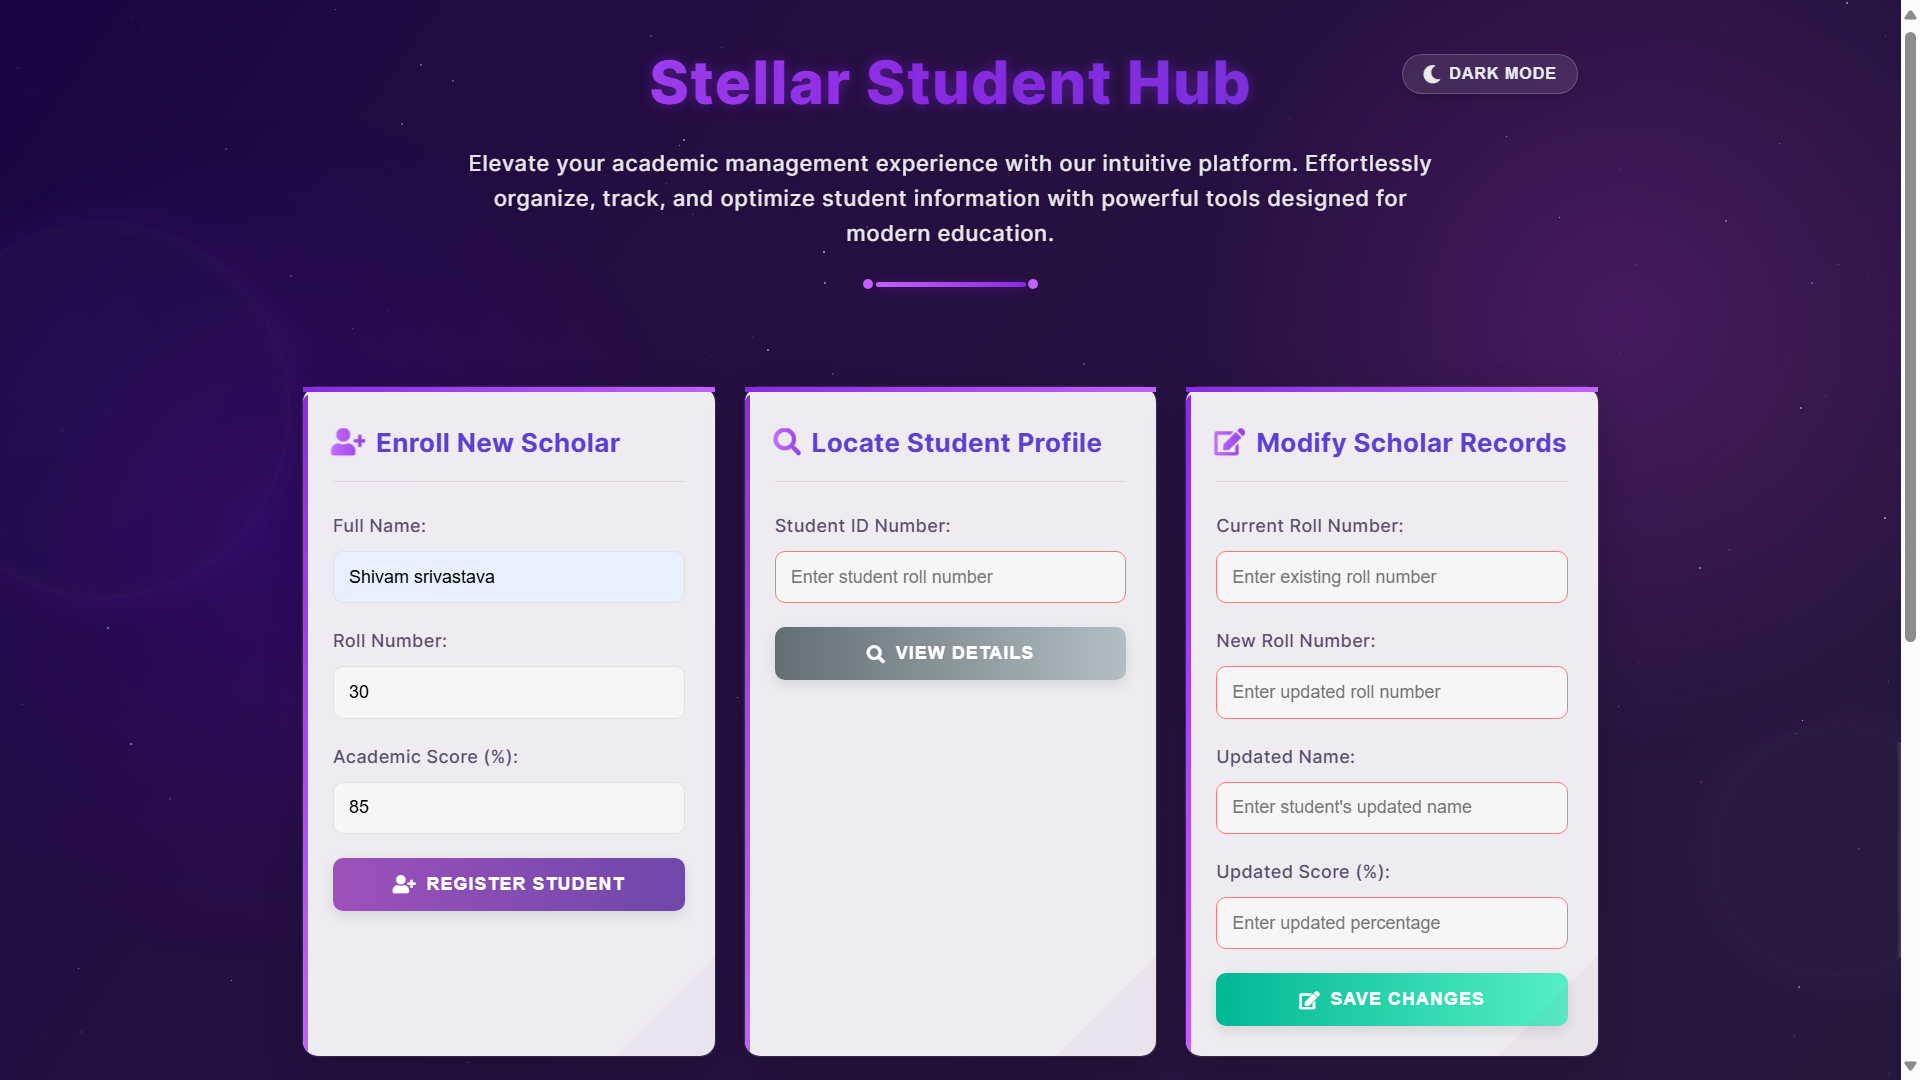 Stellar Student Hub
DARK MODE
Elevate your academic management experience with our intuitive platform. Effortlessly
organize, track, and optimize student information with powerful tools designed for
modern education.
Enroll New Scholar
Full Name:
Shivam srivastava
Roll Number:
30
Academic Score (%):
85
REGISTER STUDENT
Locate Student Profile
Student ID Number:
Enter student roll number
VIEW DETAILS
Modify Scholar Records
Current Roll Number:
Enter existing roll number
New Roll Number:
Enter updated roll number
Updated Name:
Enter student's updated name
Updated Score (%):
Enter updated percentage
SAVE CHANGES